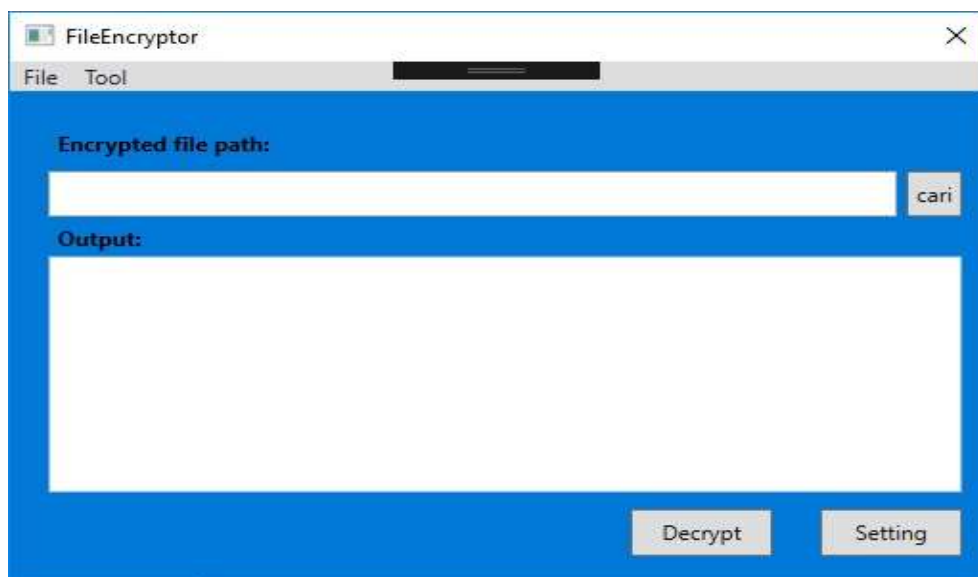 FileEncryptor
File Tool
Encrypted file path:
cari
Output:
Decrypt Setting